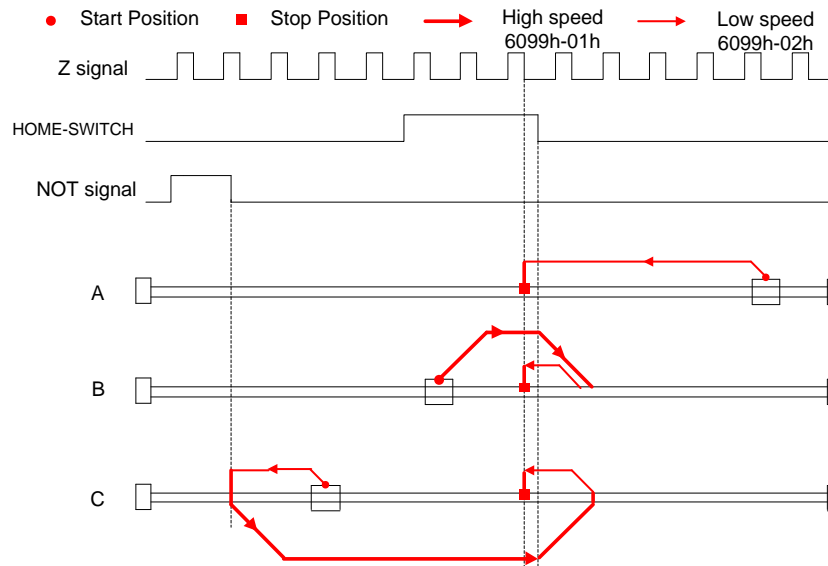 Start Position
Stop Position
High speed
6099h-01h
Low speed
6099h-02h
Z signal
HOME-SWITCH
NOT signal
A
B
C